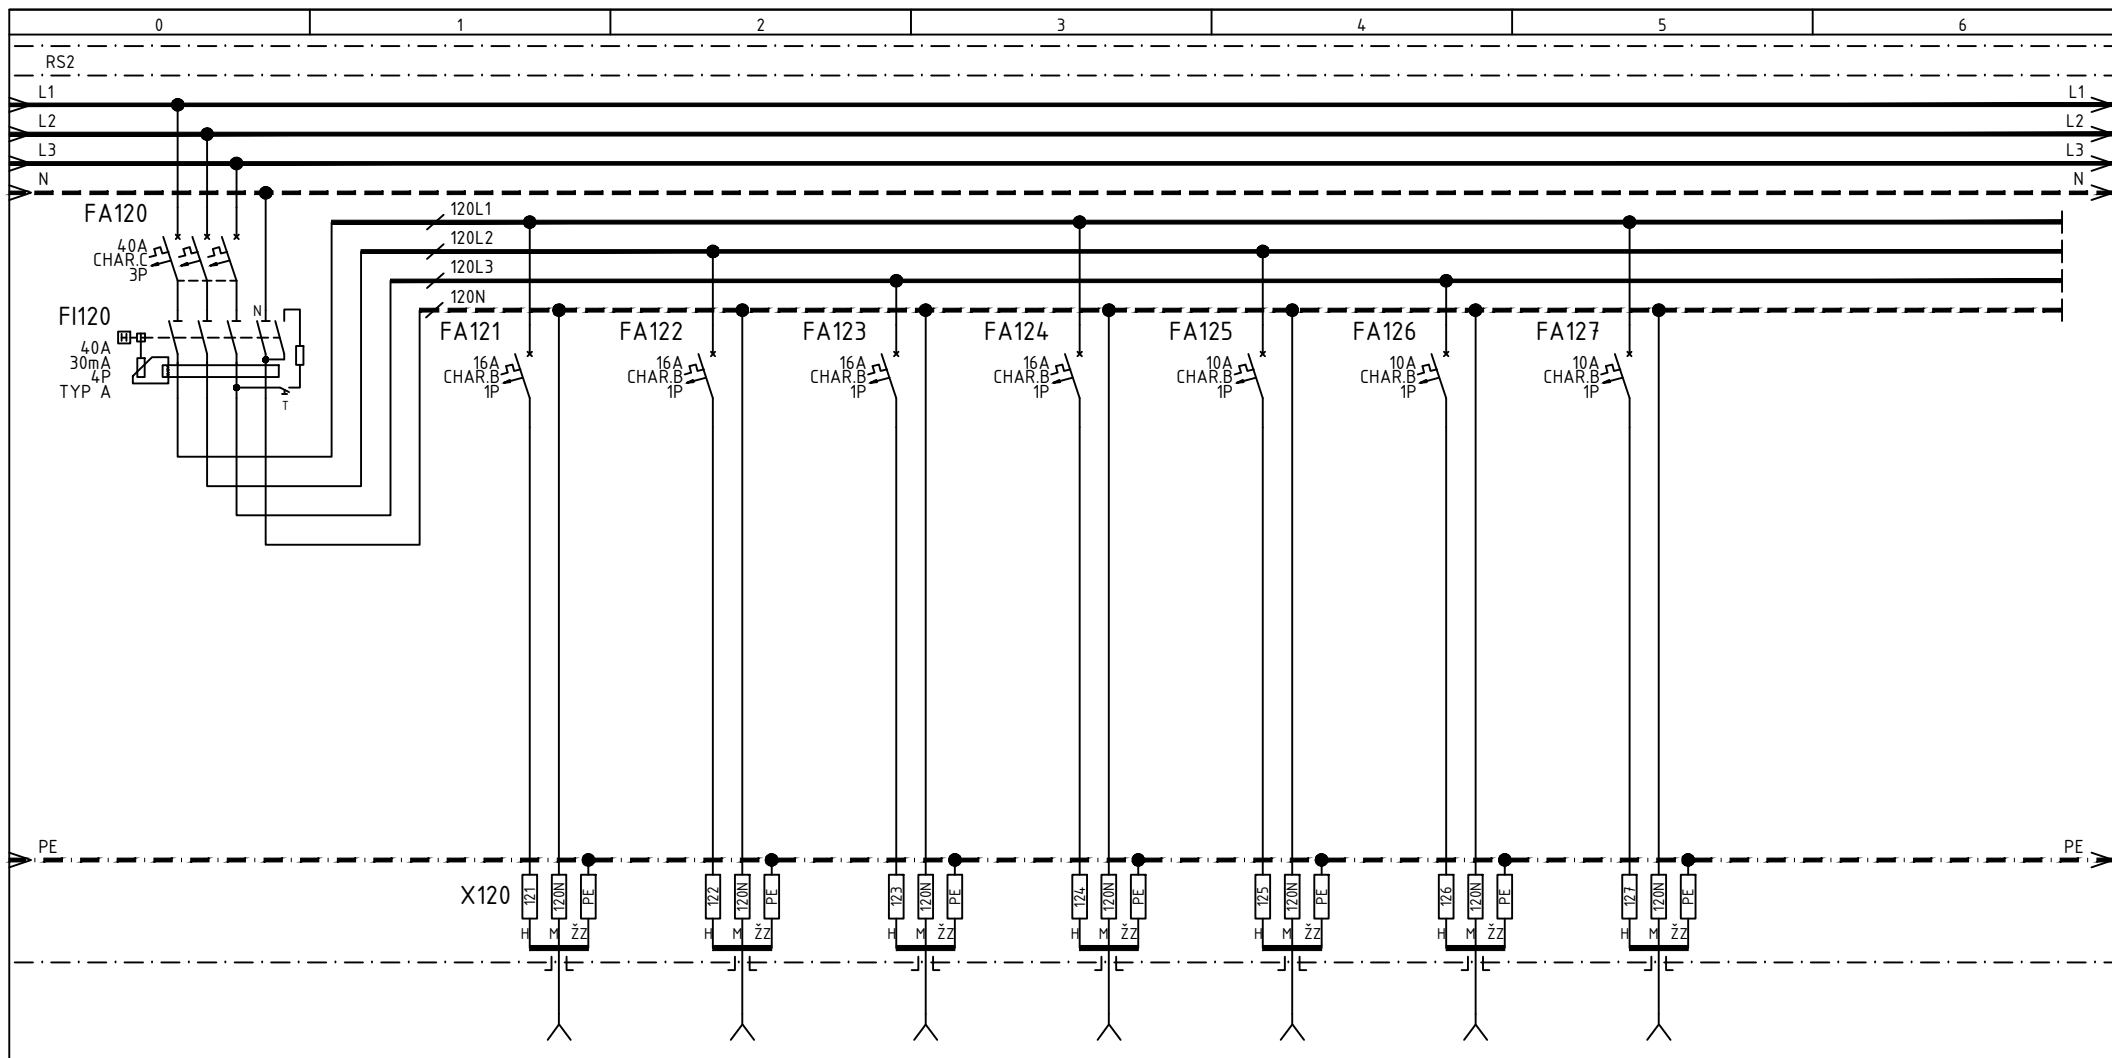 0 1 2 3 4 5 6
RS2
L1 L1
L2 L2
L3 L3
N N
120L1
120L2
120L3
120N
FA120
40A
CHAR.C
3P
FI120
40A
30mA
4P
TYP A
N
H
T
FA121
16A
CHAR.B
1P
FA122
16A
CHAR.B
1P
FA123
16A
CHAR.B
1P
FA124
16A
CHAR.B
1P
FA125
10A
CHAR.B
1P
FA126
10A
CHAR.B
1P
FA127
10A
CHAR.B
1P
PE PE
X120
121 120N PE
122 120N PE
123 120N PE
124 120N PE
125 120N PE
126 120N PE
127 120N PE
H M ŽZ
H M ŽZ
H M ŽZ
H M ŽZ
H M ŽZ
H M ŽZ
H M ŽZ